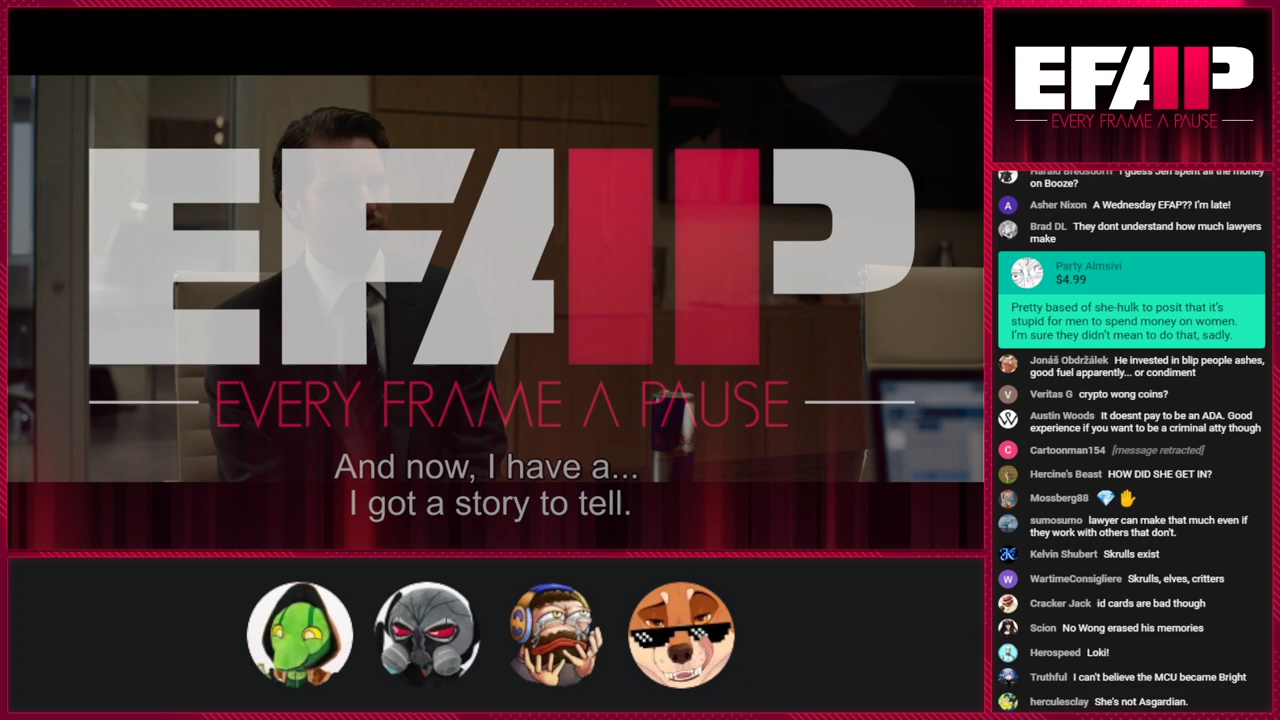 EFAP
EVERY FRAME A PAUSE
And now, I have a...
I got a story to tell.
EFAP
EVERY FRAME A PAUSE
Harald Bredsdorff I guess Jen spent all the money
on Booze?
A
Asher Nixon A Wednesday EFAP?? I'm late!
Brad DL They dont understand how much lawyers
make
Party Almsivi
$4.99
Pretty based of she-hulk to posit that it's
stupid for men to spend money on women.
I'm sure they didn't mean to do that, sadly.
Jonáš Obdržálek He invested in blip people ashes,
good fuel apparently... or condiment
V
Veritas G crypto wong coins?
Austin Woods It doesnt pay to be an ADA. Good
experience if you want to be a criminal atty though
C
Cartoonman154 [message retracted]
Hercine's Beast HOW DID SHE GET IN?
Mossberg88 💎✋
sumosumo lawyer can make that much even if
they work with others that don't.
Kelvin Shubert Skrulls exist
W
WartimeConsigliere Skrulls, elves, critters
Cracker Jack id cards are bad though
Scion No Wong erased his memories
Herospeed Loki!
Truthful I can't believe the MCU became Bright
herculesclay She's not Asgardian.